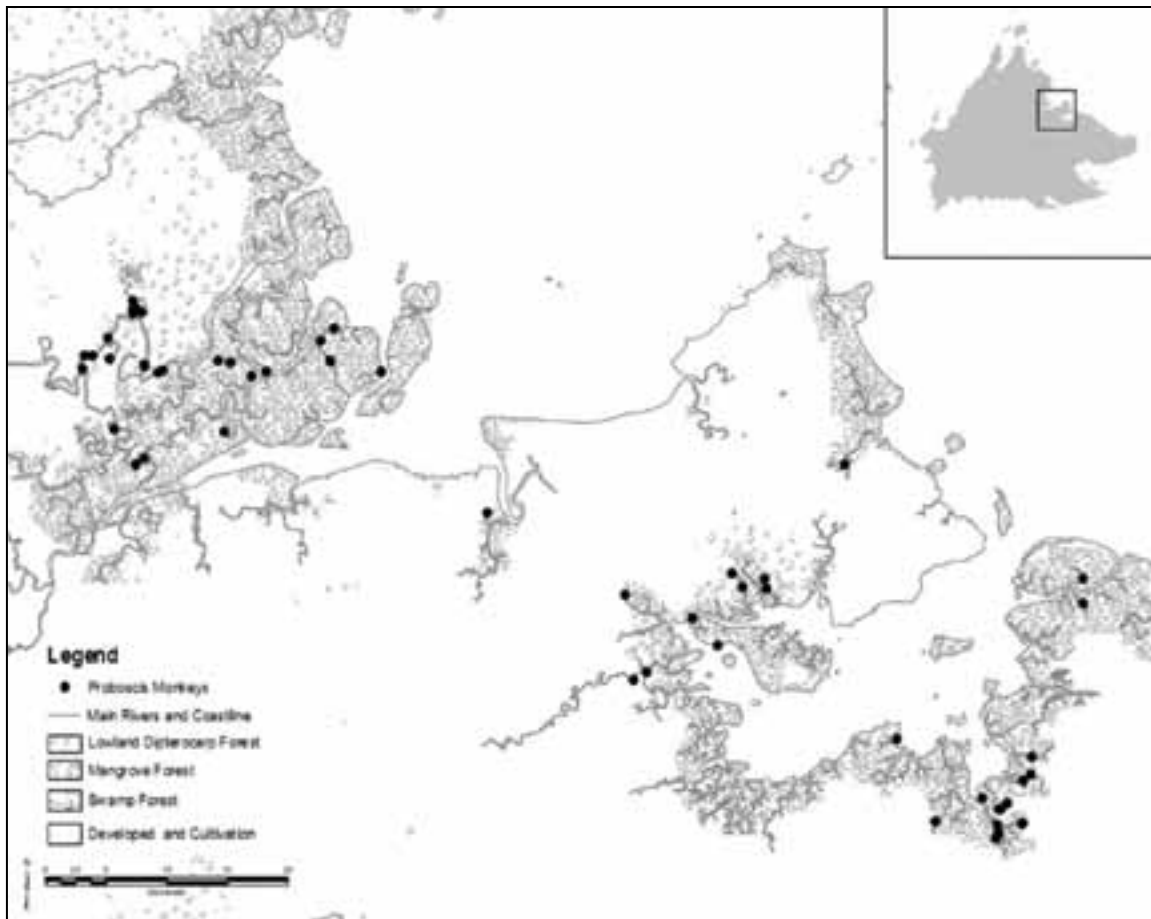 Legend
Proboscis Monkeys
Main Rivers and Coastline
Lowland Dipterocarp Forest
Mangrove Forest
Swamp Forest
Developed and Cultivation